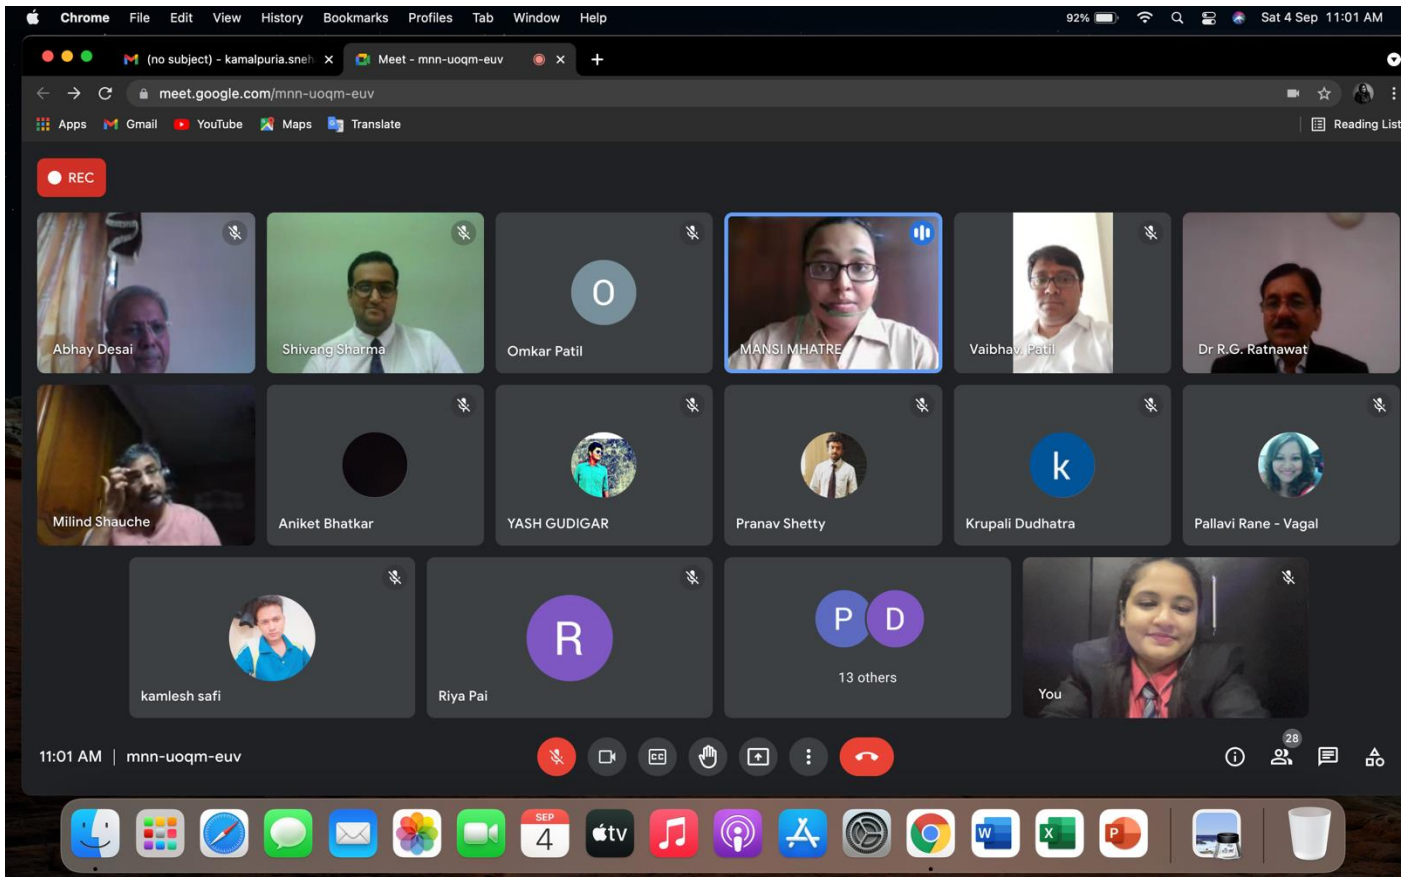 Chrome File Edit View History Bookmarks Profiles Tab Window Help 92% Sat 4 Sep 11:01 AM
(no subject) - kamalpuria.sneh Meet - mnn-uoqm-euv
meet.google.com/mnn-uoqm-euv
Apps Gmail YouTube Maps Translate Reading List
REC
Abhay Desai
Shivang Sharma
O
Omkar Patil
MANSI MHATRE
Vaibhav. Patil
Dr R.G. Ratnawat
Milind Shauche
Aniket Bhatkar
YASH GUDIGAR
Pranav Shetty
k
Krupali Dudhatra
Pallavi Rane - Vagal
kamlesh safi
R
Riya Pai
P D
13 others
You
11:01 AM | mnn-uoqm-euv
CC
28
SEP
4
tv
W
X
P